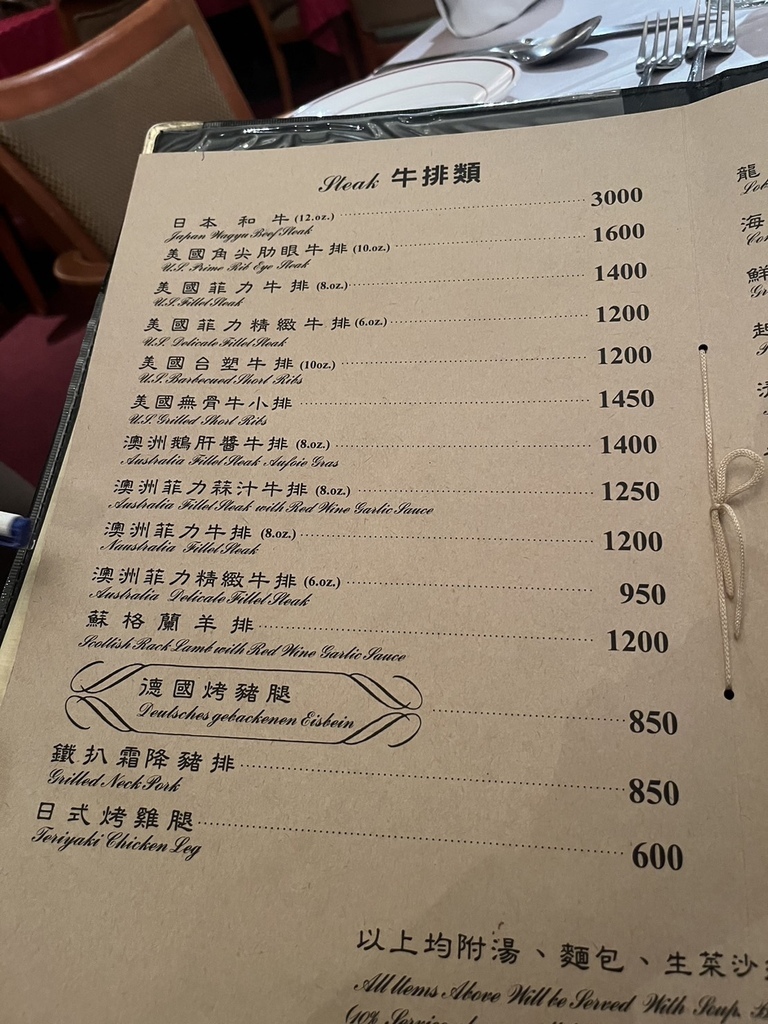 Steak 牛排類
日本和牛 (12.oz.) 3000
Japan Wagyu Beef Steak
美國角尖肋眼牛排 (10.oz.) 1600
U.S. Prime Rib Eye Steak
美國菲力牛排 (8.oz.) 1400
U.S. Fillet Steak
美國菲力精緻牛排 (6.oz.) 1200
U.S. Delicate Fillet Steak
美國台塑牛排 (10oz.) 1200
U.S. Barbecued Short Ribs
美國無骨牛小排 1450
U.S. Grilled Short Ribs
澳洲鵝肝醬牛排 (8.oz.) 1400
Australia Fillet Steak Aufoie Gras
澳洲菲力蒜汁牛排 (8.oz.) 1250
Australia Fillet Steak with Red Wine Garlic Sauce
澳洲菲力牛排 (8.oz.) 1200
Naustralia Fillet Steak
澳洲菲力精緻牛排 (6.oz.) 950
Australia Delicate Fillet Steak
蘇格蘭羊排 1200
Scottish Rack Lamb with Red Wine Garlic Sauce
德國烤豬腿 850
Deutsches gebackenen Eisbein
鐵扒霜降豬排 850
Grilled Neck Pork
日式烤雞腿 600
Teriyaki Chicken Leg
以上均附湯、麵包、生菜沙
All Items Above Will be Served With Soup.
(10% Service
龍
海
鮮